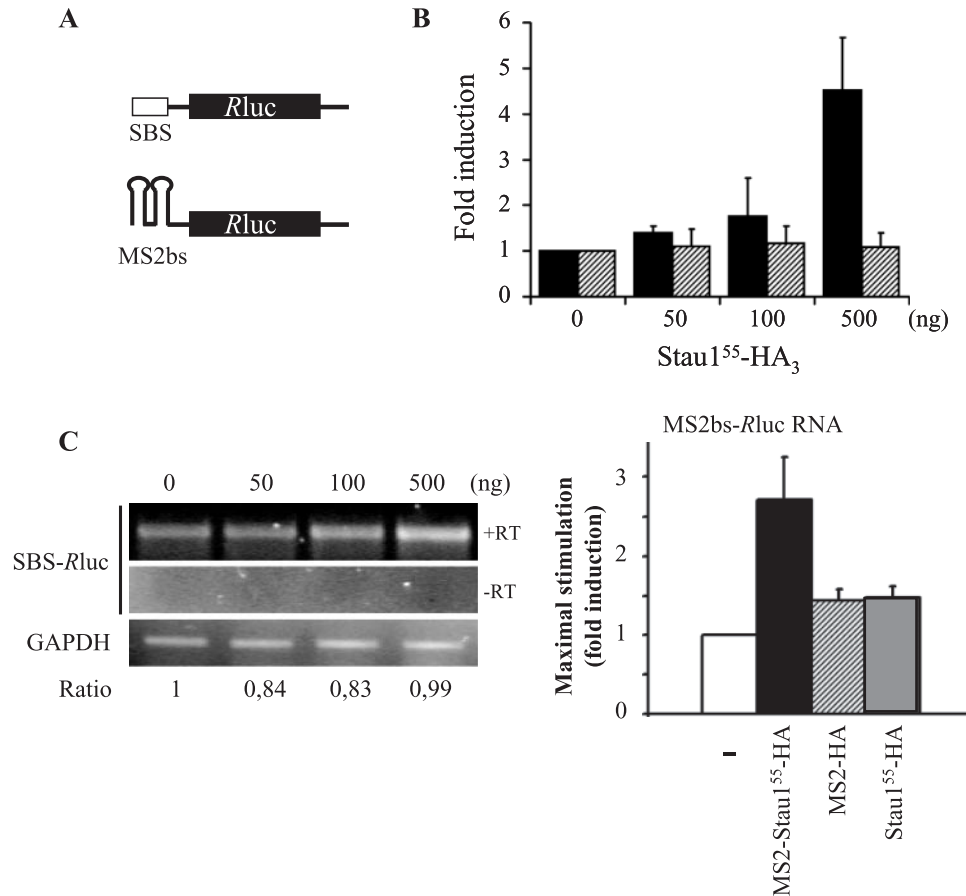 A
Rluc
SBS
Rluc
MS2bs
B
Fold induction
6
5
4
3
2
1
0
0 50 100 500 (ng)
Stau1⁵⁵-HA₃
C
0 50 100 500 (ng)
SBS-Rluc
+RT
-RT
GAPDH
Ratio 1 0,84 0,83 0,99
MS2bs-Rluc RNA
Maximal stimulation
(fold induction)
3
2
1
0
-
MS2-Stau1⁵⁵-HA
MS2-HA
Stau1⁵⁵-HA